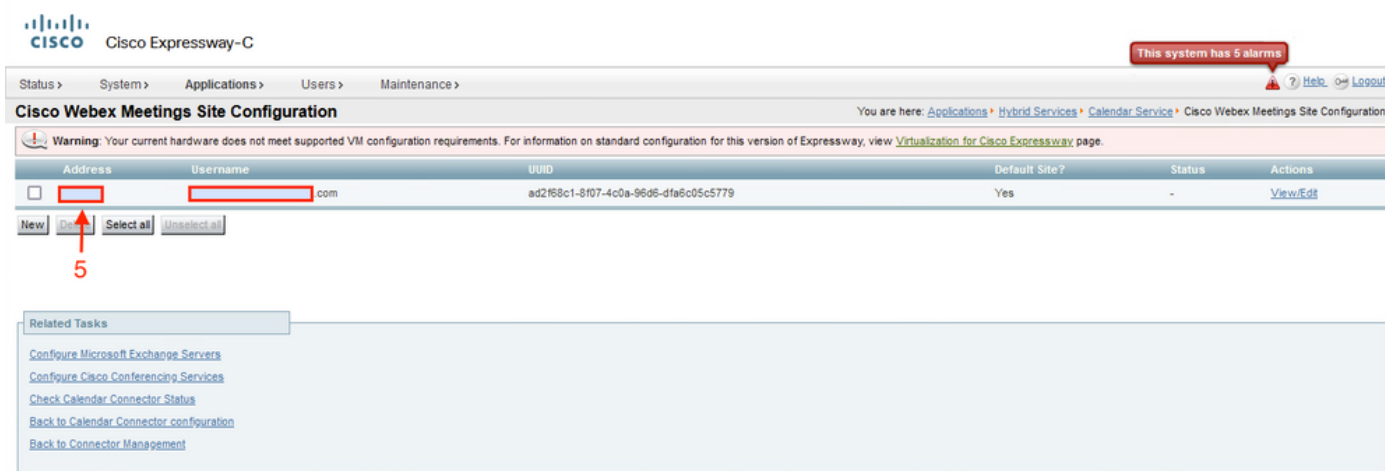 CISCO Cisco Expressway-C
This system has 5 alarms
Status > System > Applications > Users > Maintenance > ? Help Logout
Cisco Webex Meetings Site Configuration You are here: Applications Hybrid Services Calendar Service Cisco Webex Meetings Site Configuration
Warning: Your current hardware does not meet supported VM configuration requirements. For information on standard configuration for this version of Expressway, view Virtualization for Cisco Expressway page.
Address Username UUID Default Site? Status Actions
.com ad2f68c1-8f07-4c0a-96d6-dfa6c05c5779 Yes - View/Edit
New Delete Select all Unselect all
5
Related Tasks
Configure Microsoft Exchange Servers
Configure Cisco Conferencing Services
Check Calendar Connector Status
Back to Calendar Connector configuration
Back to Connector Management